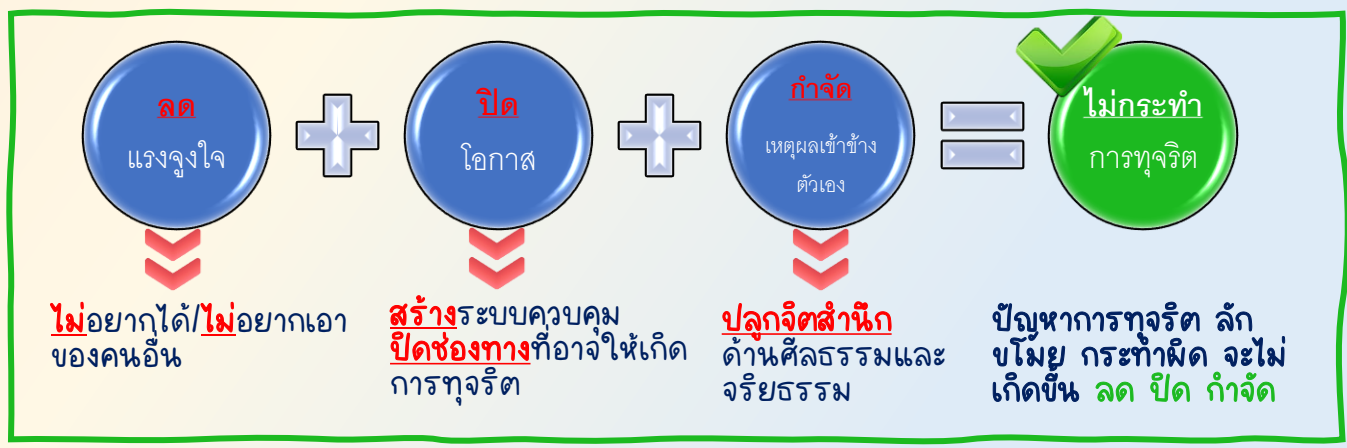 ลด
แรงจูงใจ
ปิด
โอกาส
กำจัด
เหตุผลเข้าข้าง
ตัวเอง
ไม่กระทำ
การทุจริต
ไม่อยากได้/ไม่อยากเอา
ของคนอื่น
สร้างระบบควบคุม
ปิดช่องทางที่อาจให้เกิด
การทุจริต
ปลูกจิตสำนึก
ด้านศีลธรรมและ
จริยธรรม
ปัญหาการทุจริต ลัก
ขโมย กระทำผิด จะไม่
เกิดขึ้น ลด ปิด กำจัด